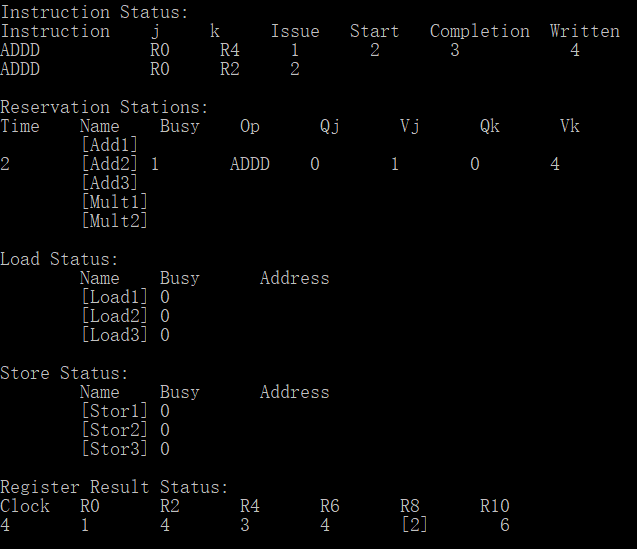 Instruction Status:
Instruction j k Issue Start Completion Written
ADDD R0 R4 1 2 3 4
ADDD R0 R2 2
Reservation Stations:
Time Name Busy Op Qj Vj Qk Vk
[Add1]
2 [Add2] 1 ADDD 0 1 0 4
[Add3]
[Mult1]
[Mult2]
Load Status:
Name Busy Address
[Load1] 0
[Load2] 0
[Load3] 0
Store Status:
Name Busy Address
[Stor1] 0
[Stor2] 0
[Stor3] 0
Register Result Status:
Clock R0 R2 R4 R6 R8 R10
4 1 4 3 4 [2] 6